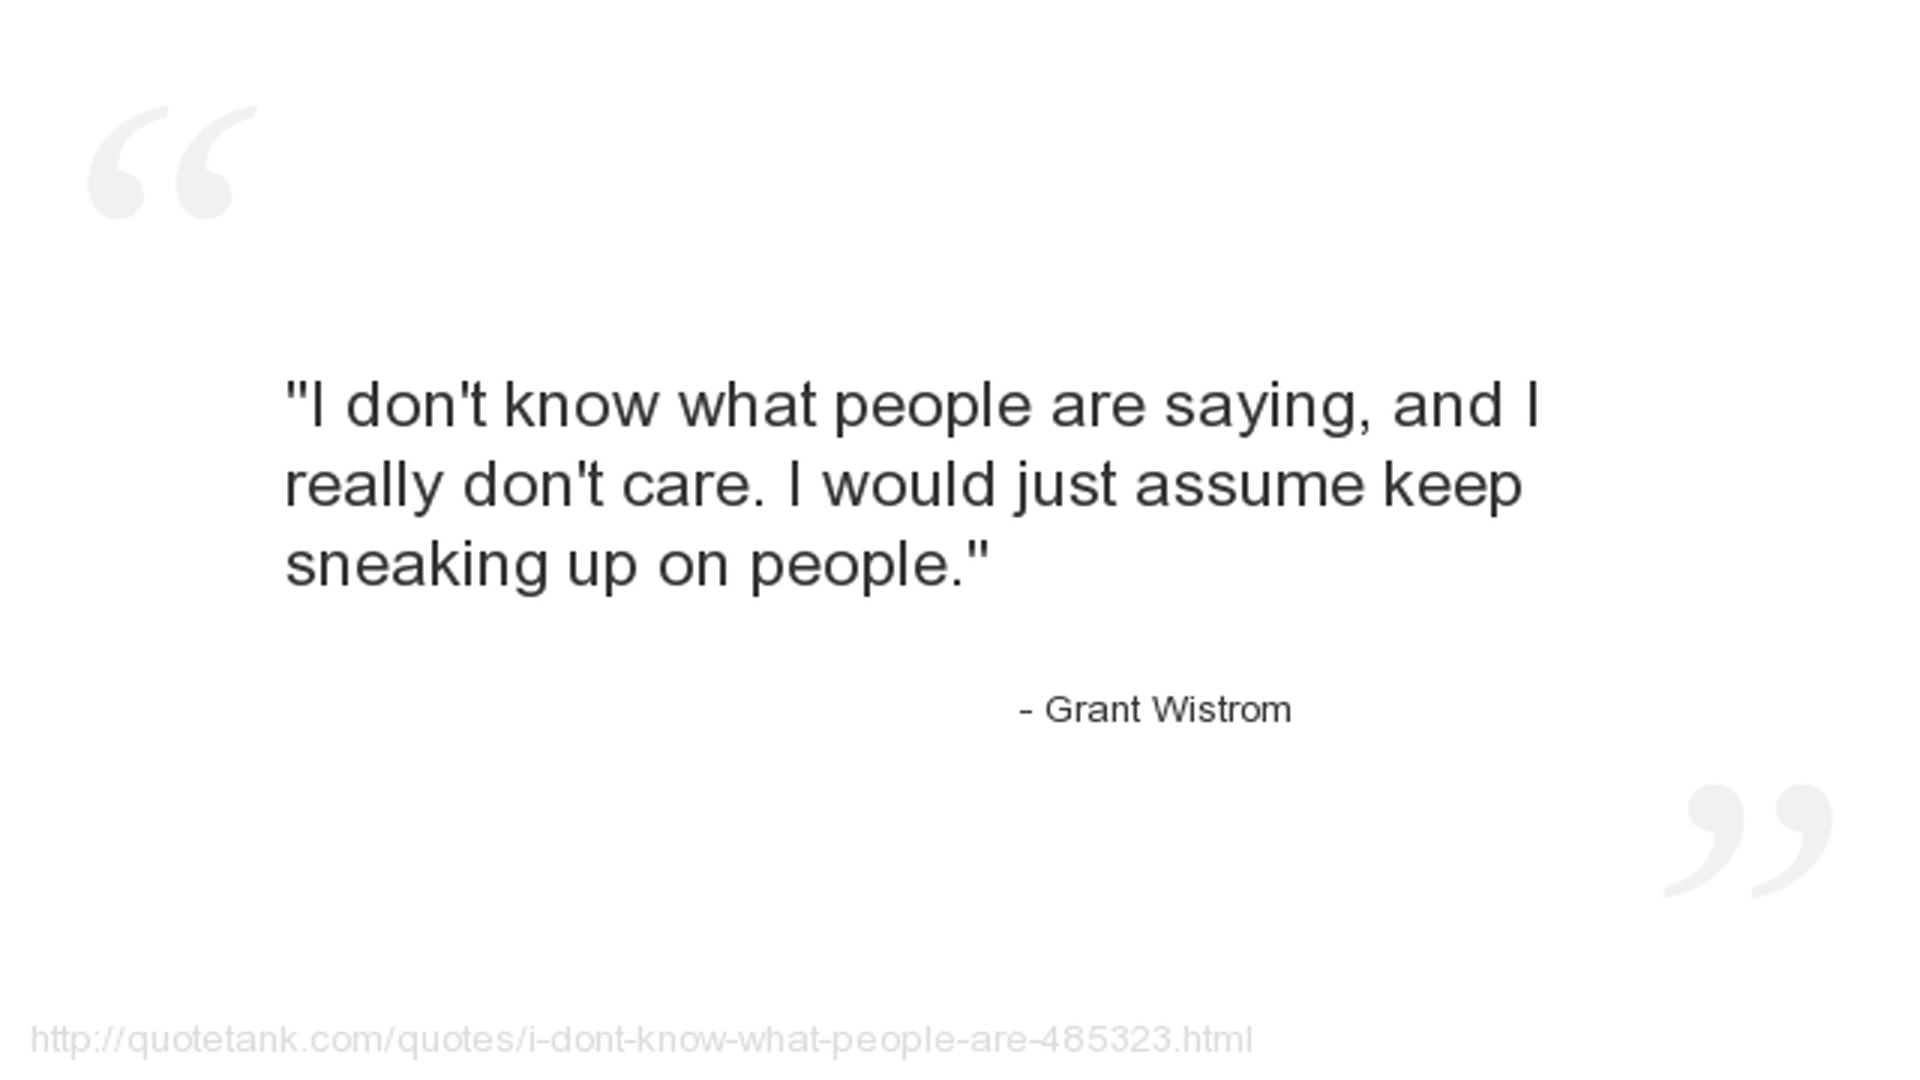 "I don't know what people are saying, and I
really don't care. I would just assume keep
sneaking up on people."
- Grant Wistrom
http://quotetank.com/quotes/i-dont-know-what-people-are-485323.html